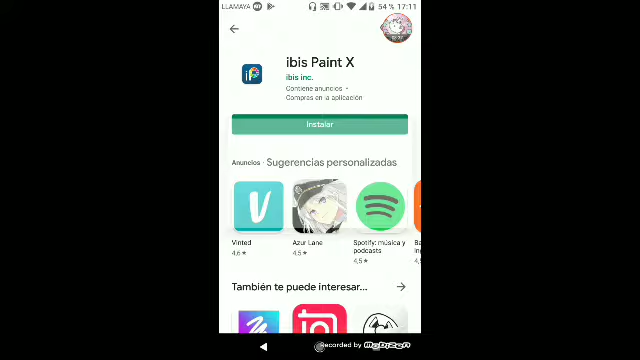 LLAMAYA
54 % 17:11
ibis Paint X
ibis inc.
Contiene anuncios •
Compras en la aplicación
Instalar
Anuncios · Sugerencias personalizadas
Vinted
4,6★
Azur Lane
4,5★
Spotify: música y
podcasts
4,5★
También te puede interesar...
Recorded by MOBIZEN